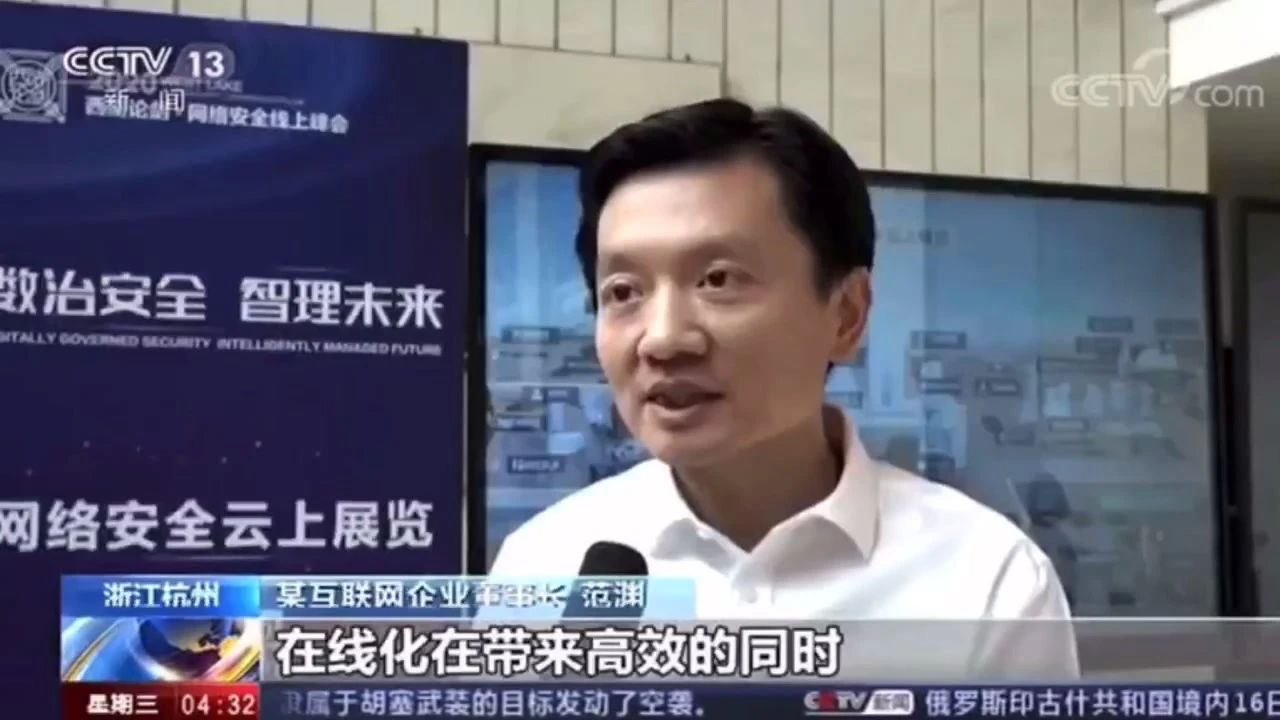 CCTV 13
新闻
CCTV.com
西湖论剑 网络安全线上峰会
数治安全 智理未来
DIGITALLY GOVERNED SECURITY INTELLIGENTLY MANAGED FUTURE
网络安全云上展览
浙江杭州
某互联网企业董事长 范渊
在线化在带来高效的同时
星期三 04:32
隶属于胡塞武装的目标发动了空袭。 CCTV新闻 俄罗斯印古什共和国境内16日